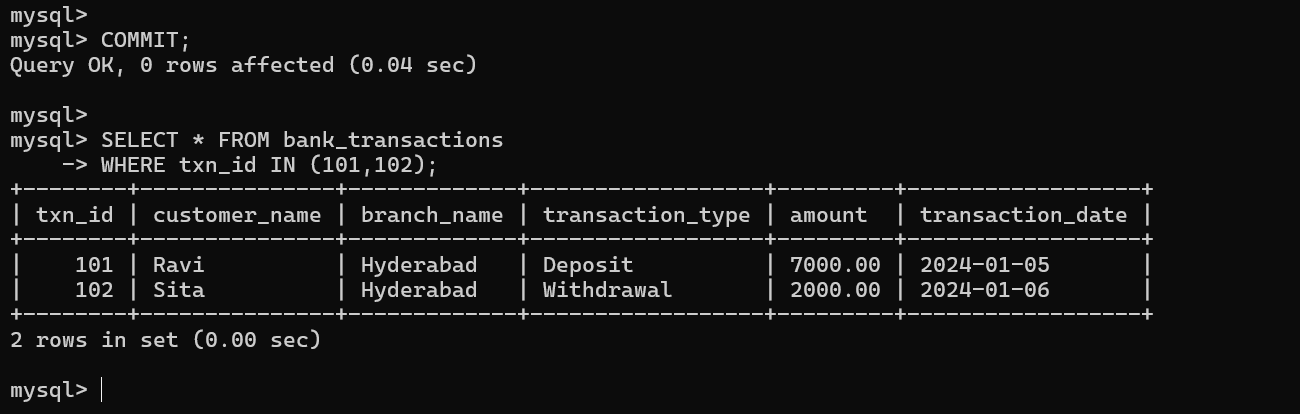 mysql>
mysql> COMMIT;
Query OK, 0 rows affected (0.04 sec)
mysql>
mysql> SELECT * FROM bank_transactions
    -> WHERE txn_id IN (101,102);
+--------+---------------+-------------+------------------+---------+------------------+
| txn_id | customer_name | branch_name | transaction_type | amount  | transaction_date |
+--------+---------------+-------------+------------------+---------+------------------+
|    101 | Ravi          | Hyderabad   | Deposit          | 7000.00 | 2024-01-05       |
|    102 | Sita          | Hyderabad   | Withdrawal       | 2000.00 | 2024-01-06       |
+--------+---------------+-------------+------------------+---------+------------------+
2 rows in set (0.00 sec)
mysql>